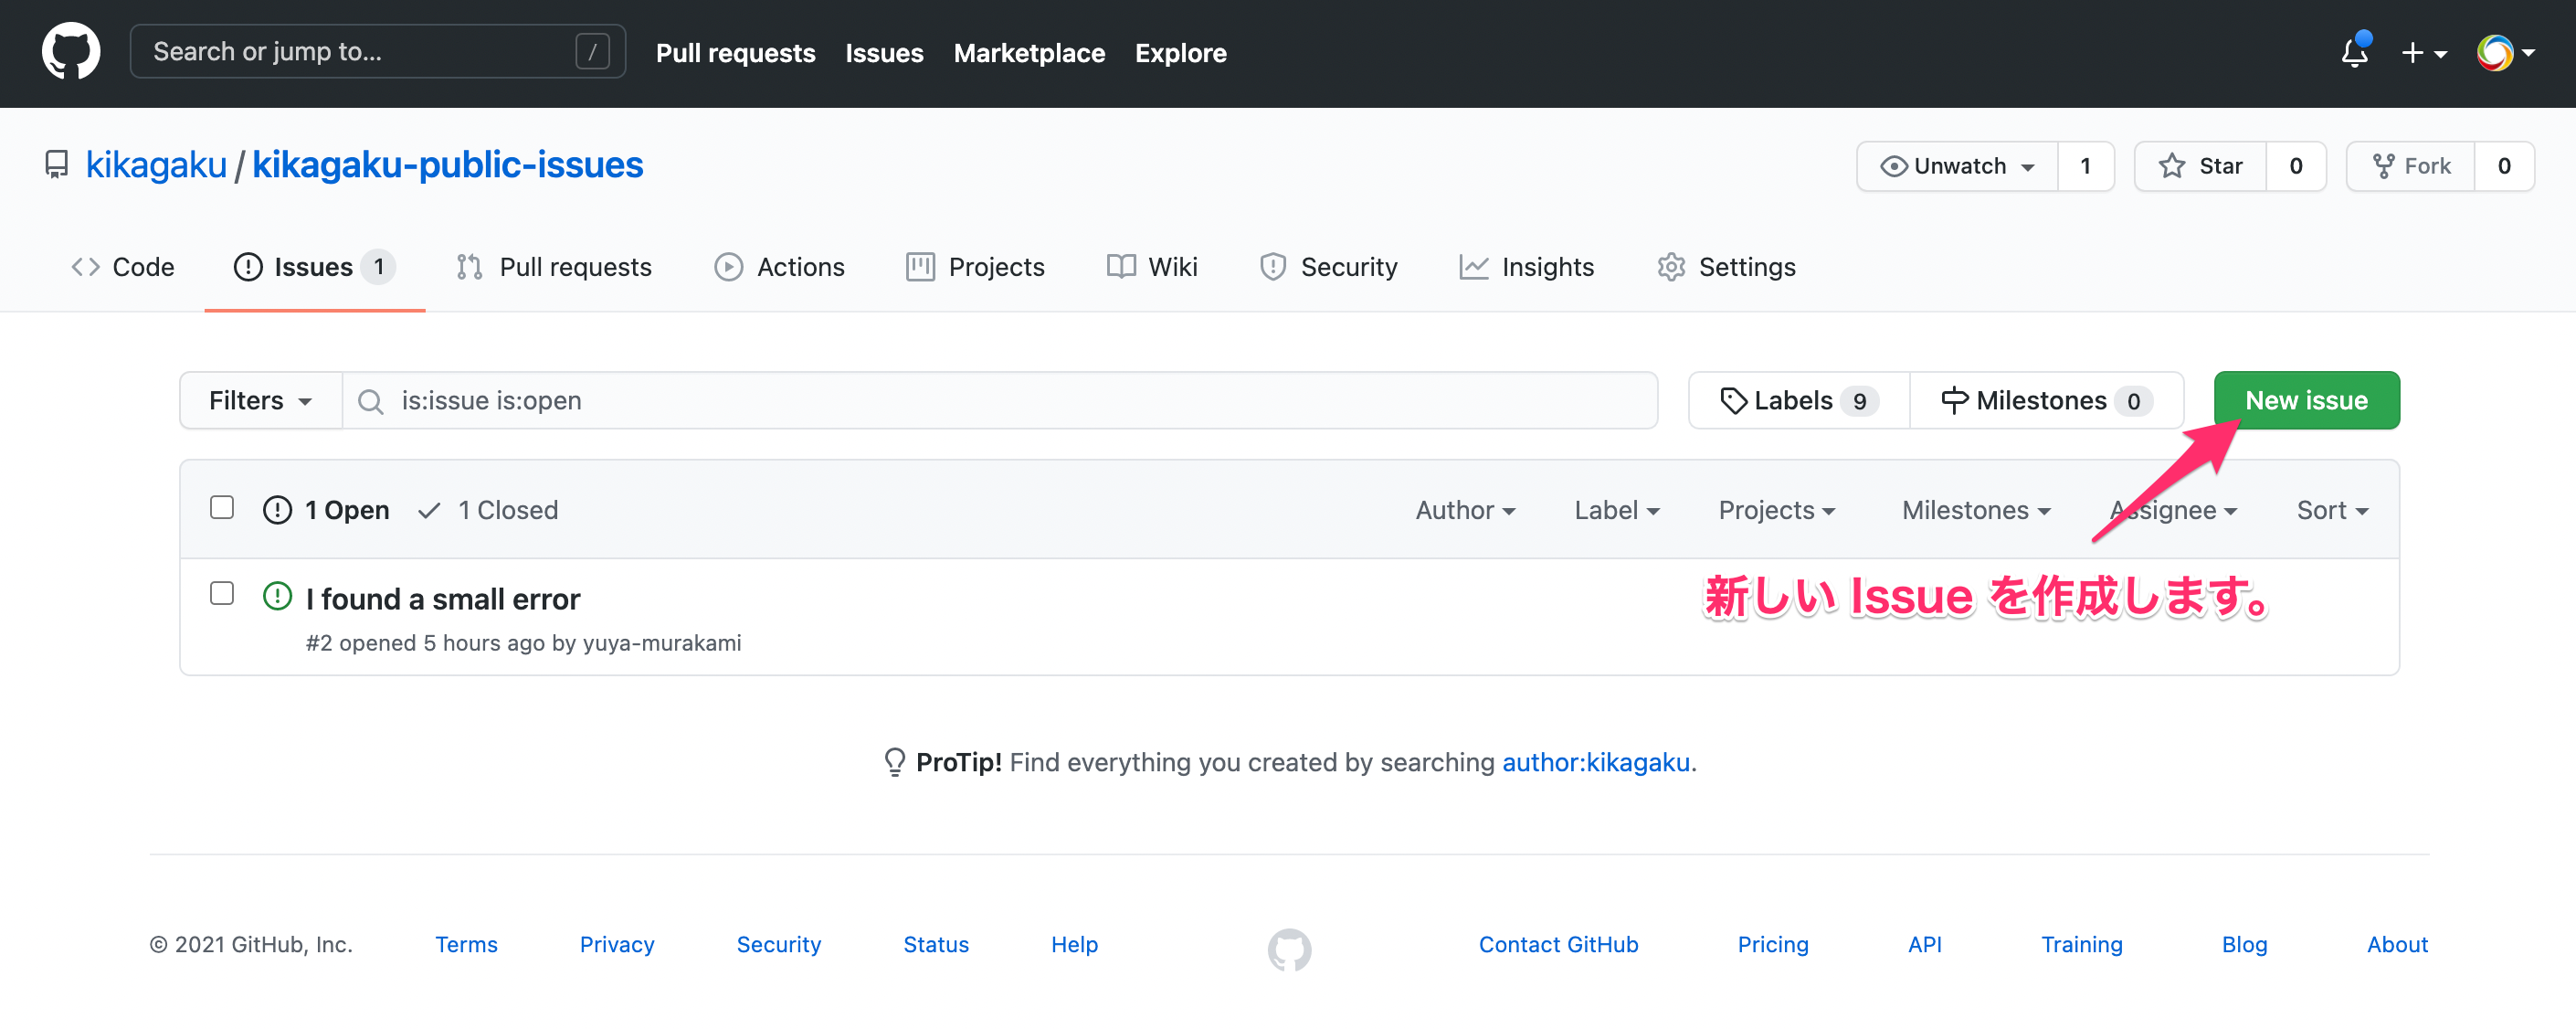 Search or jump to... / Pull requests Issues Marketplace Explore
kikagaku / kikagaku-public-issues Unwatch 1 Star 0 Fork 0
Code Issues 1 Pull requests Actions Projects Wiki Security Insights Settings
Filters is:issue is:open Labels 9 Milestones 0 New issue
1 Open 1 Closed Author Label Projects Milestones Assignee Sort
I found a small error
新しい Issue を作成します。
#2 opened 5 hours ago by yuya-murakami
ProTip! Find everything you created by searching author:kikagaku.
© 2021 GitHub, Inc. Terms Privacy Security Status Help Contact GitHub Pricing API Training Blog About